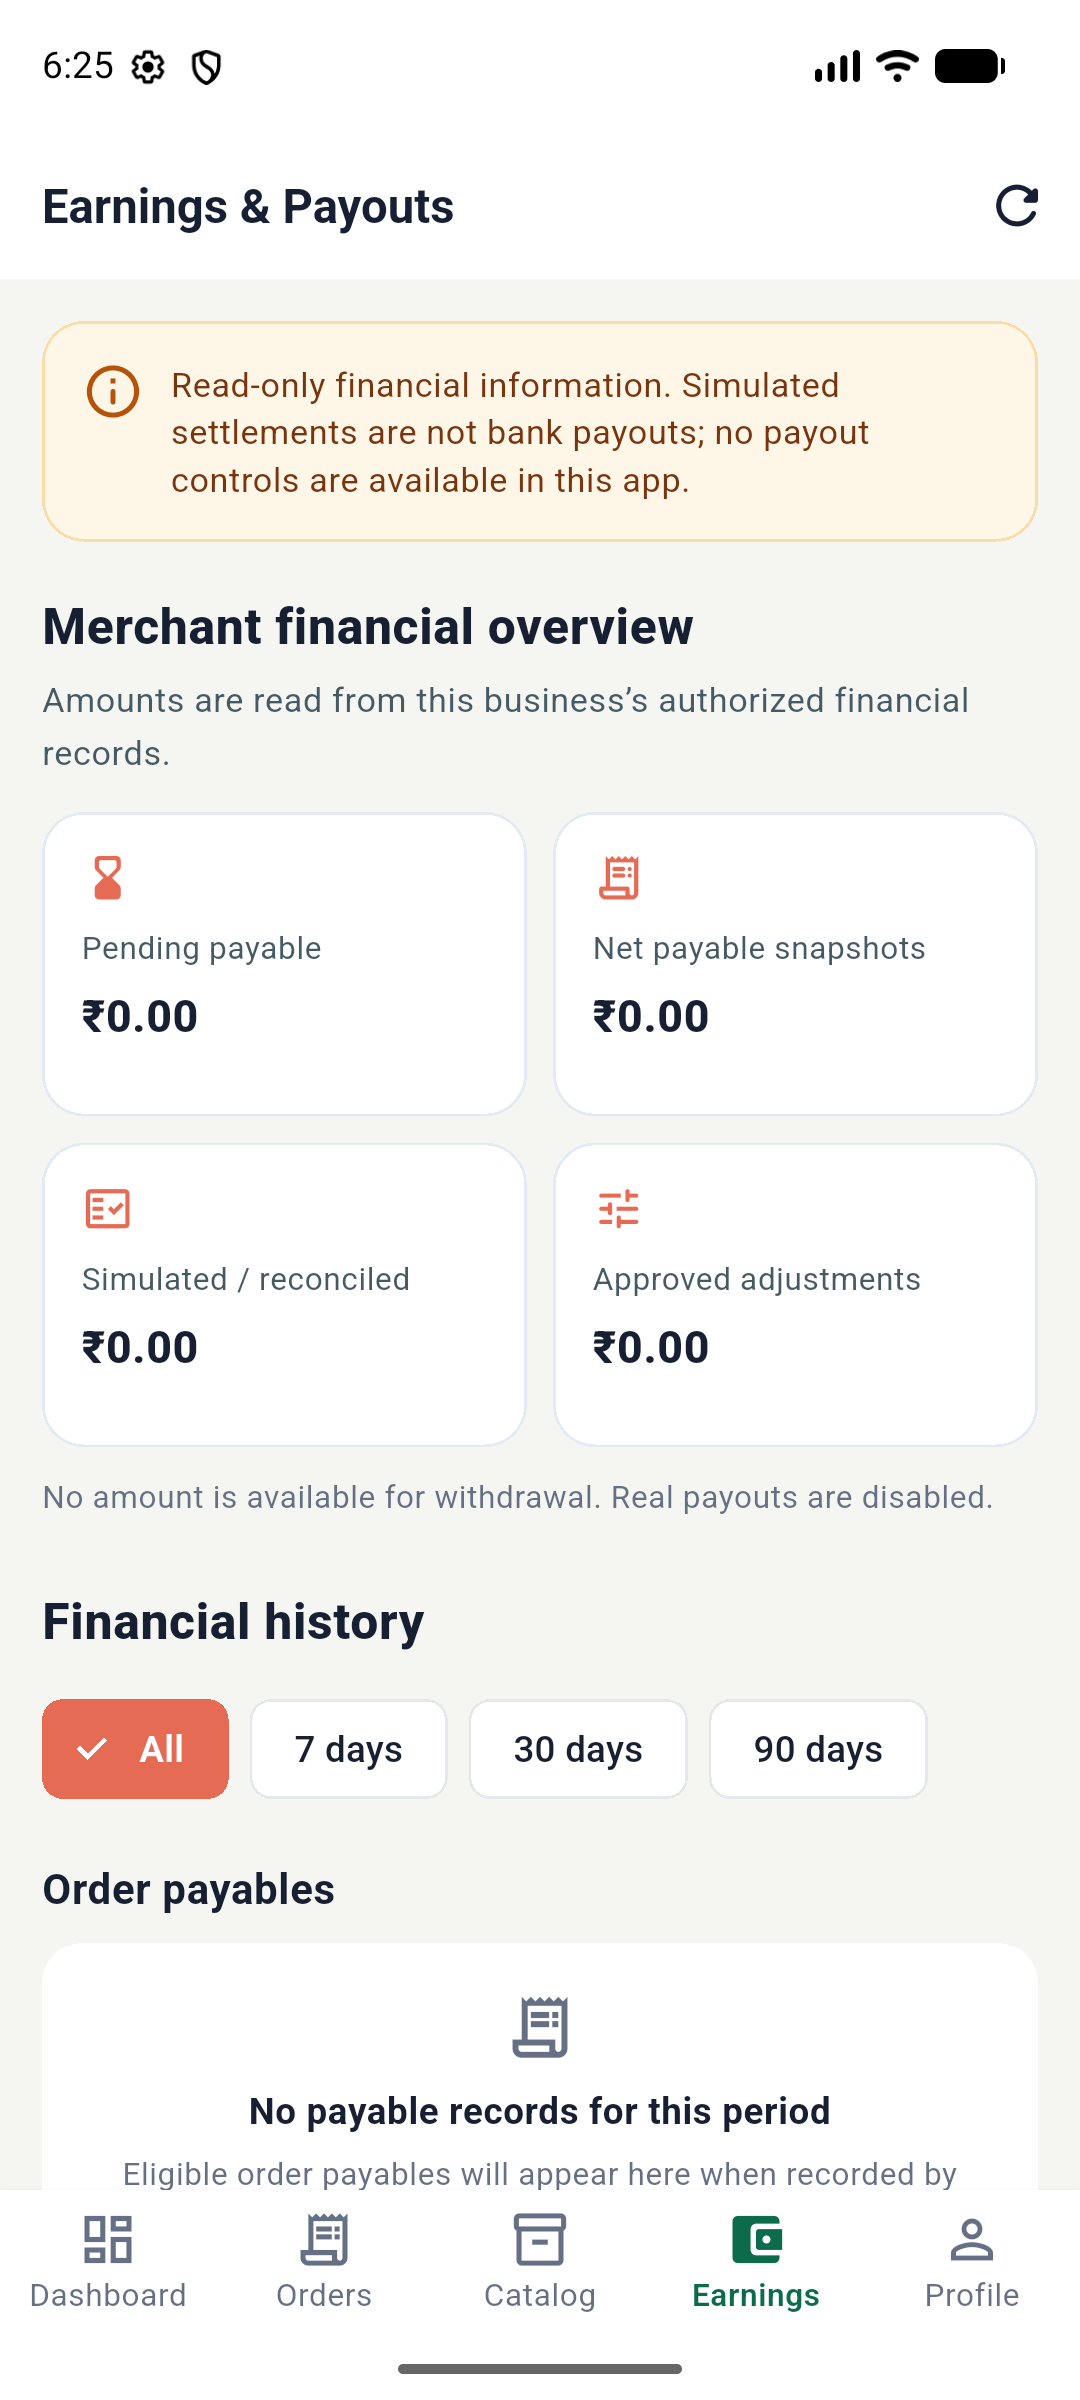 6:25
Earnings & Payouts
Read-only financial information. Simulated
settlements are not bank payouts; no payout
controls are available in this app.
Merchant financial overview
Amounts are read from this business’s authorized financial
records.
Pending payable
₹0.00
Net payable snapshots
₹0.00
Simulated / reconciled
₹0.00
Approved adjustments
₹0.00
No amount is available for withdrawal. Real payouts are disabled.
Financial history
All
7 days
30 days
90 days
Order payables
No payable records for this period
Eligible order payables will appear here when recorded by
Dashboard
Orders
Catalog
Earnings
Profile